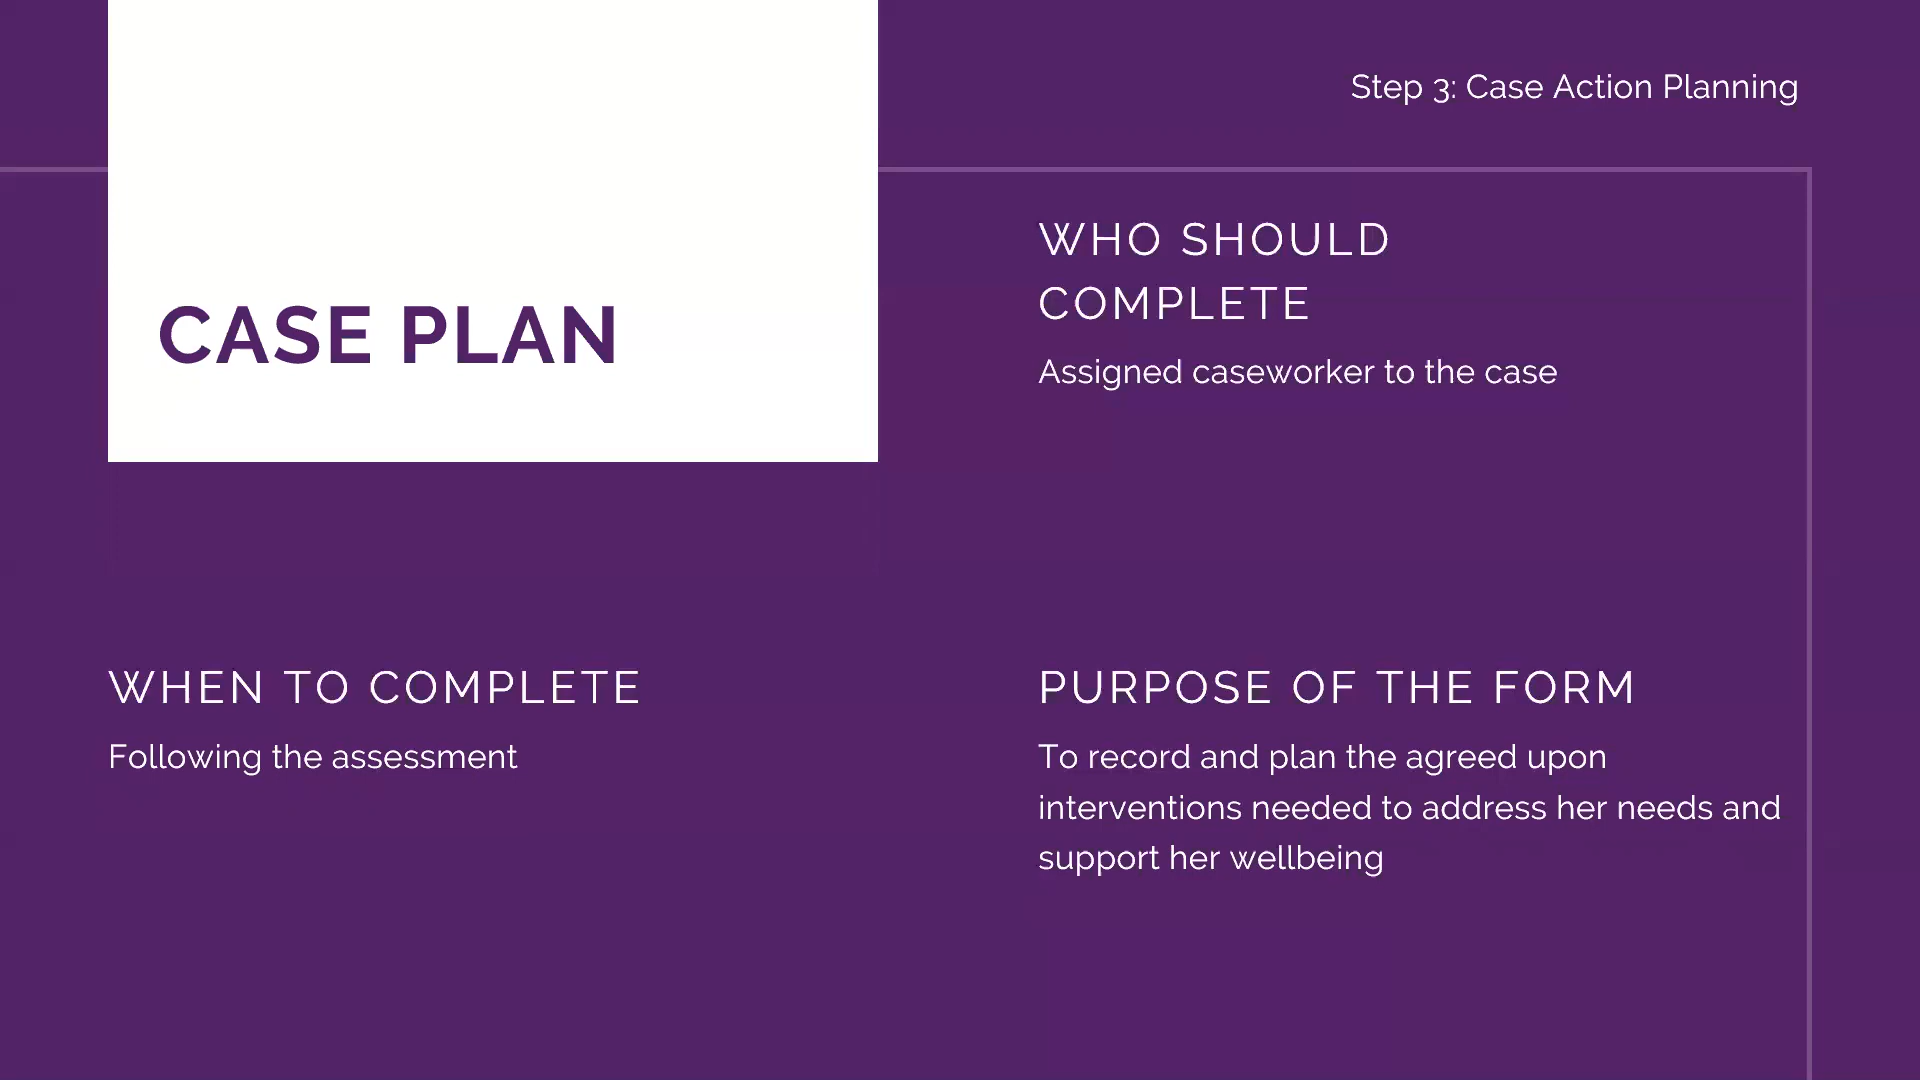 Step 3: Case Action Planning
CASE PLAN
WHO SHOULD
COMPLETE
Assigned caseworker to the case
WHEN TO COMPLETE
Following the assessment
PURPOSE OF THE FORM
To record and plan the agreed upon
interventions needed to address her needs and
support her wellbeing